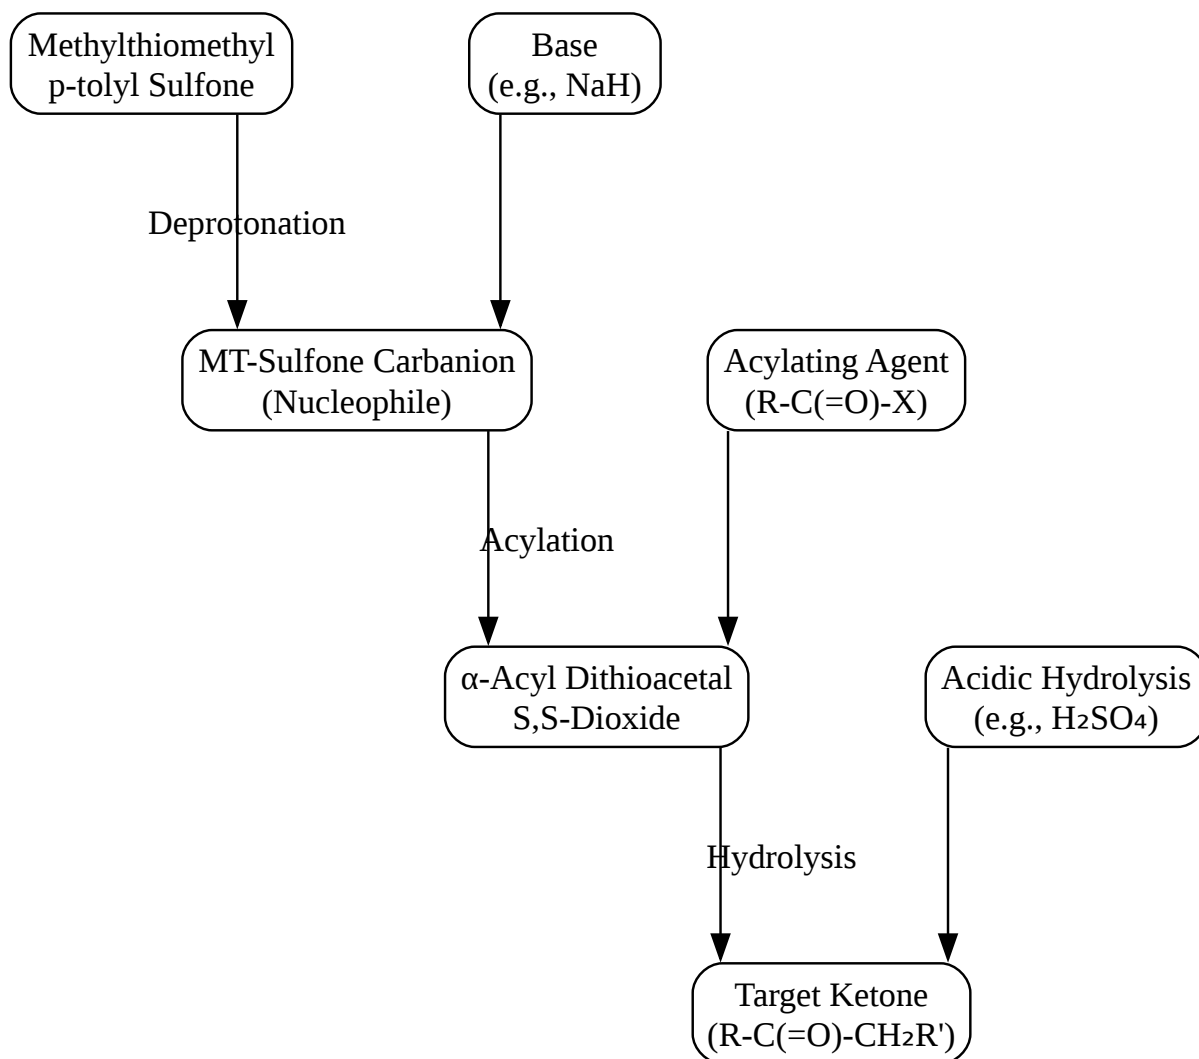 Methylthiomethyl
p-tolyl Sulfone
Base
(e.g., NaH)
Deprotonation
MT-Sulfone Carbanion
(Nucleophile)
Acylating Agent
(R-C(=O)-X)
Acylation
α-Acyl Dithioacetal
S,S-Dioxide
Acidic Hydrolysis
(e.g., H₂SO₄)
Hydrolysis
Target Ketone
(R-C(=O)-CH₂R')